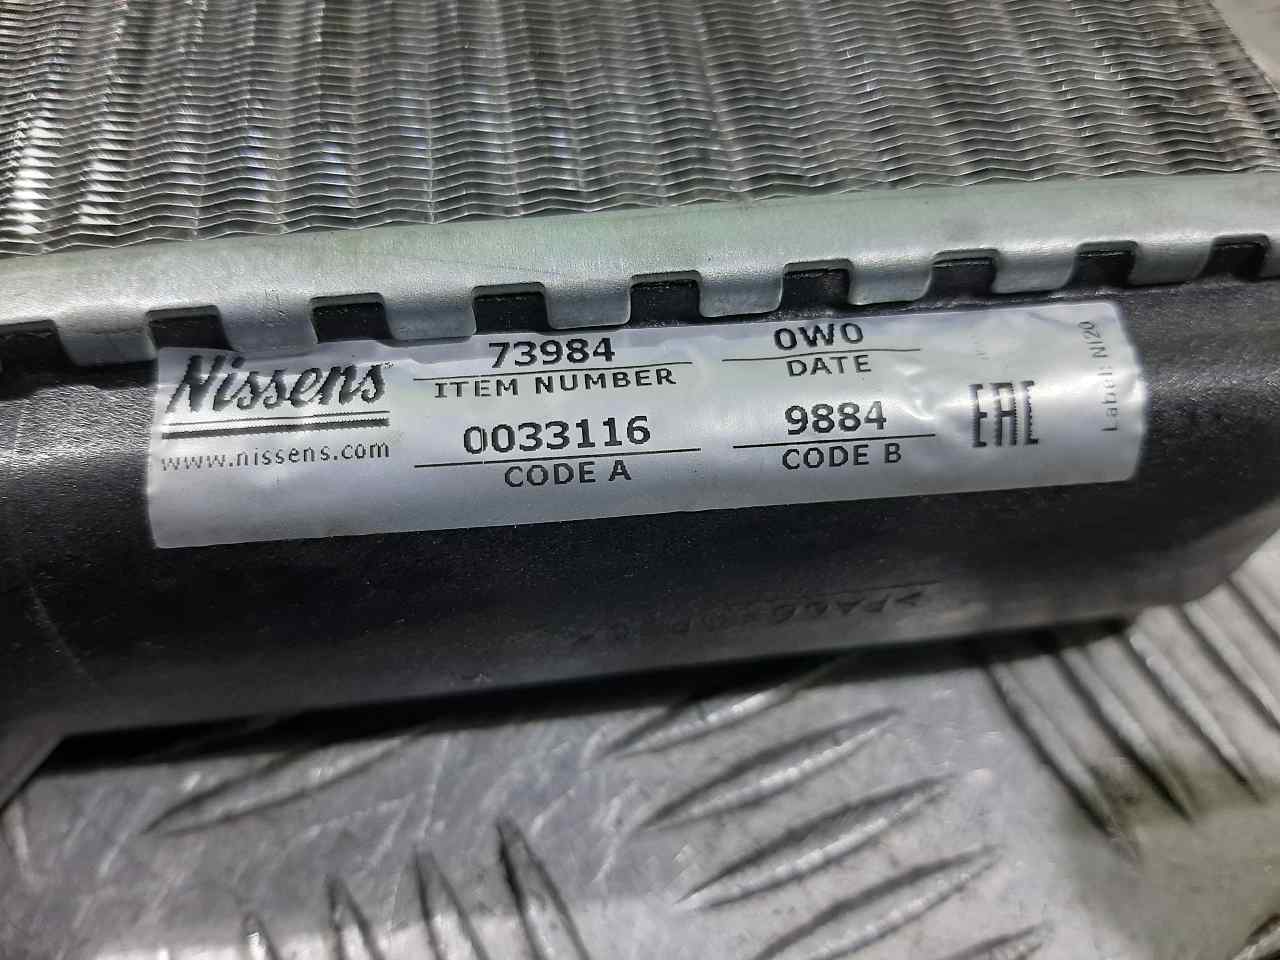 Nissens
www.nissens.com
73984
ITEM NUMBER
0033116
CODE A
0W0
DATE
9884
CODE B
EAC
Label: NI20